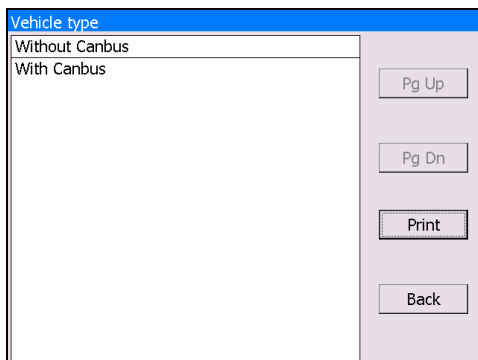 Vehicle type
Without Canbus
With Canbus
Pg Up
Pg Dn
Print
Back